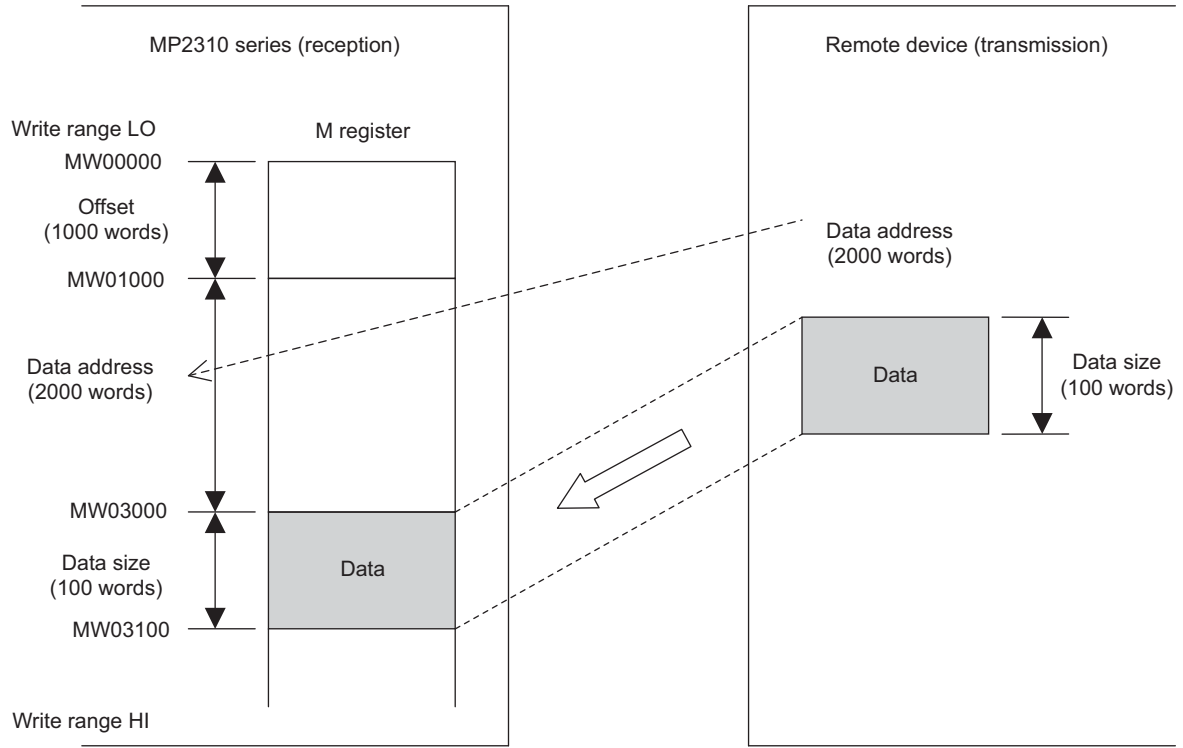 MP2310 series (reception)
Remote device (transmission)
Write range LO
M register
MW00000
Offset
(1000 words)
Data address
(2000 words)
MW01000
Data address
(2000 words)
Data
Data size
(100 words)
MW03000
Data size
(100 words)
Data
MW03100
Write range HI